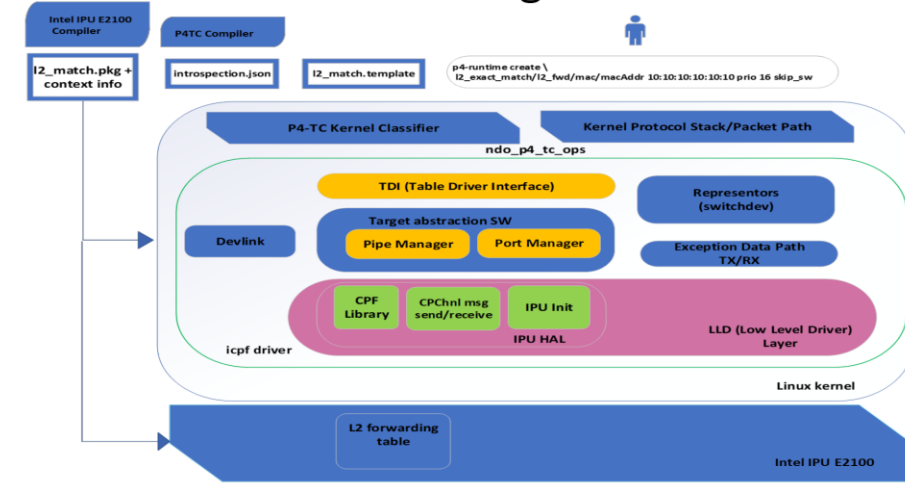 Intel IPU E2100
Compiler
P4TC Compiler
l2_match.pkg +
context info
introspection.json
l2_match.template
p4-runtime create \
l2_exact_match/l2_fwd/mac/macAddr 10:10:10:10:10:10 prio 16 skip_sw
P4-TC Kernel Classifier
Kernel Protocol Stack/Packet Path
ndo_p4_tc_ops
TDI (Table Driver Interface)
Representors
(switchdev)
Target abstraction SW
Devlink
Pipe Manager
Port Manager
Exception Data Path
TX/RX
CPF
Library
CPChnl msg
send/receive
IPU Init
LLD (Low Level Driver)
Layer
IPU HAL
icpf driver
Linux kernel
L2 forwarding
table
Intel IPU E2100